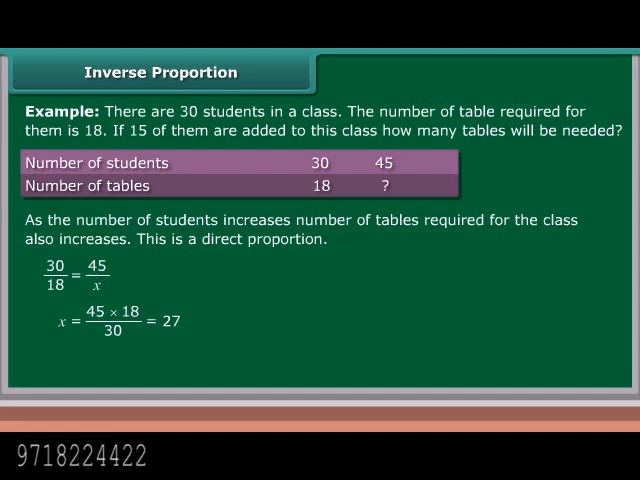 Inverse Proportion
Example: There are 30 students in a class. The number of table required for
them is 18. If 15 of them are added to this class how many tables will be needed?
Number of students 30 45
Number of tables 18 ?
As the number of students increases number of tables required for the class
also increases. This is a direct proportion.
30/18 = 45/x
x = 45 × 18/30 = 27
9718224422